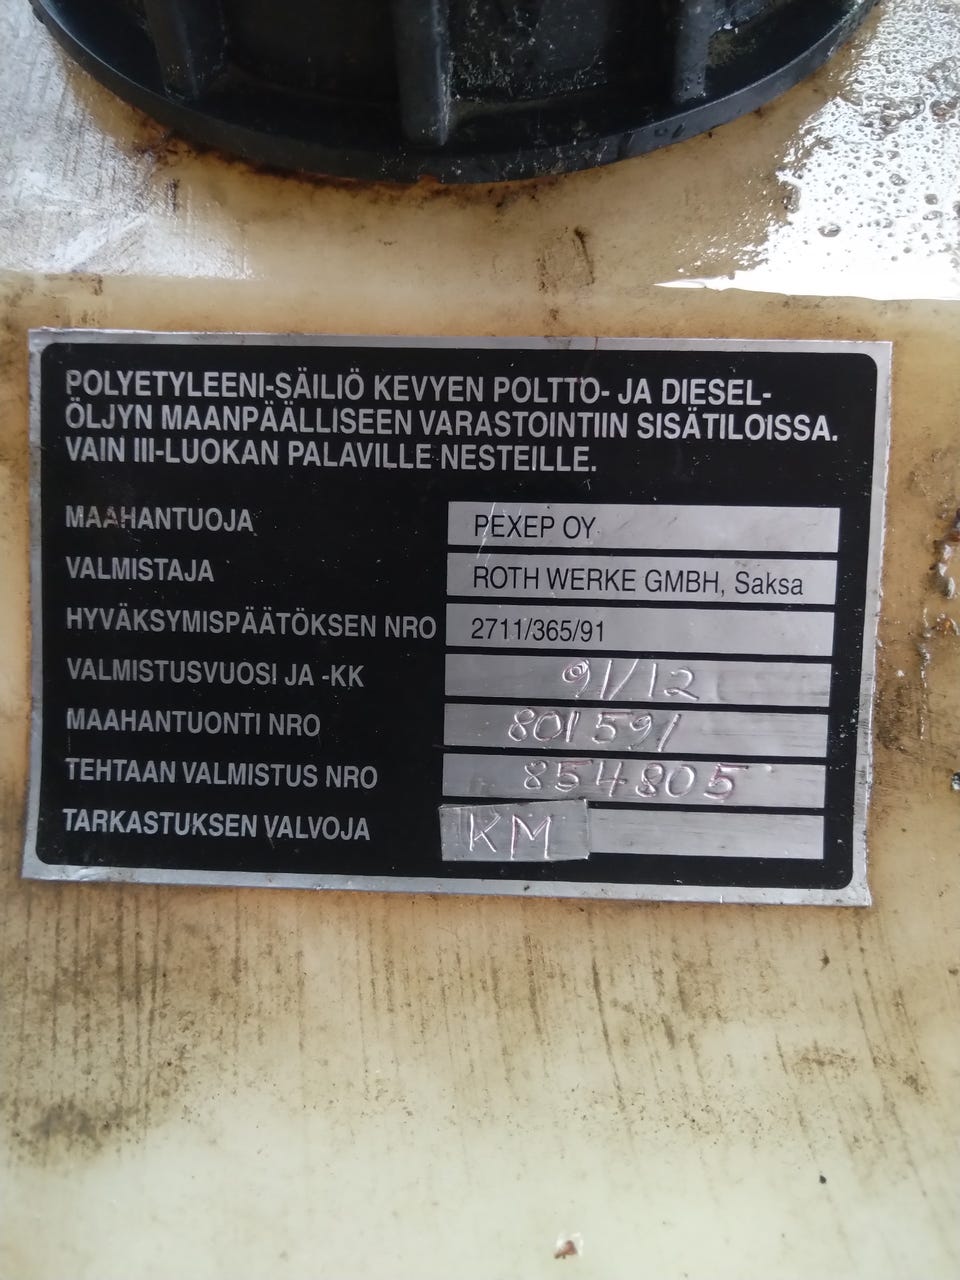 POLYETYLEENI-SÄILIÖ KEVYEN POLTTO- JA DIESEL-
ÖLJYN MAANPÄÄLLISEEN VARASTOINTIIN SISÄTILOISSA.
VAIN III-LUOKAN PALAVILLE NESTEILLE.
MAAHANTUOJA PEXEP OY
VALMISTAJA ROTH WERKE GMBH, Saksa
HYVÄKSYMISPÄÄTÖKSEN NRO 2711/365/91
VALMISTUSVUOSI JA -KK 91/12
MAAHANTUONTI NRO 801591
TEHTAAN VALMISTUS NRO 854805
TARKASTUKSEN VALVOJA KM